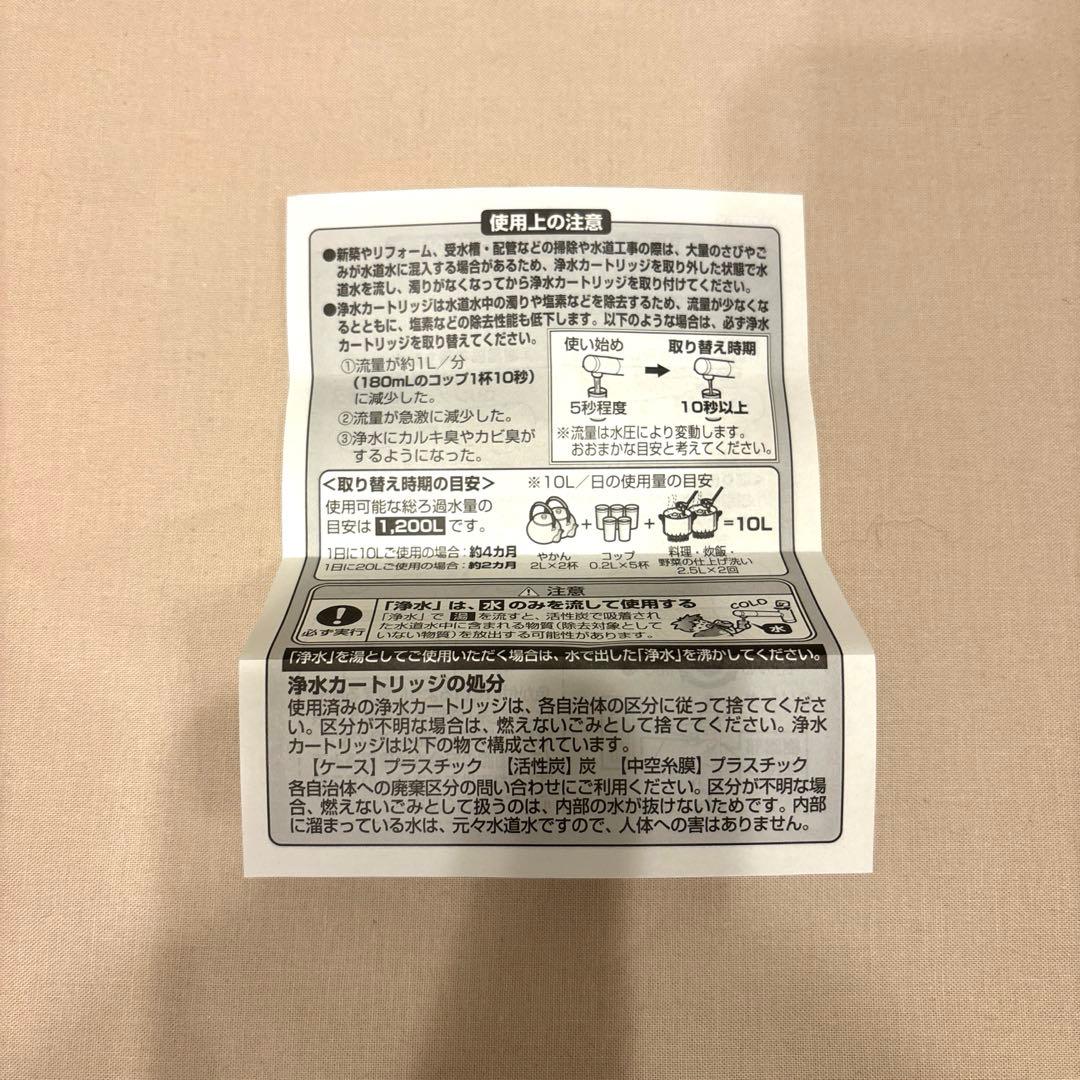 使用上の注意
●新築やリフォーム、受水槽・配管などの掃除や水道工事の際は、大量のさびやご
みが水道水に混入する場合があるため、浄水カートリッジを取り外した状態で水
道水を流し、濁りがなくなってから浄水カートリッジを取り付けてください。
●浄水カートリッジは水道水中の濁りや塩素などを除去するため、流量が少なくな
るとともに、塩素などの除去性能も低下します。以下のような場合は、必ず浄水
カートリッジを取り替えてください。
①流量が約1L/分
(180mLのコップ1杯10秒)
に減少した。
②流量が急激に減少した。
③浄水にカルキ臭やカビ臭が
するようになった。
使い始め
取り替え時期
5秒程度
10秒以上
※流量は水圧により変動します。
おおまかな目安と考えてください。
<取り替え時期の目安>
使用可能な総ろ過水量の
目安は 1,200L です。
1日に10Lご使用の場合:約4カ月
1日に20Lご使用の場合:約2カ月
※10L/日の使用量の目安
+ + =10L
やかん
2L×2杯
コップ
0.2L×5杯
料理・炊飯・
野菜の仕上げ洗い
2.5L×2回
注意
必ず実行
「浄水」は、水のみを流して使用する
「浄水」で 湯 を流すと、活性炭で吸着され
た水道水中に含まれる物質(除去対象として
いない物質)を放出する可能性があります。
COLD
水
「浄水」を湯としてご使用いただく場合は、水で出した「浄水」を沸かしてください。
浄水カートリッジの処分
使用済みの浄水カートリッジは、各自治体の区分に従って捨ててくださ
い。区分が不明な場合は、燃えないごみとして捨ててください。浄水
カートリッジは以下の物で構成されています。
【ケース】プラスチック 【活性炭】炭 【中空糸膜】プラスチック
各自治体への廃棄区分の問い合わせにご利用ください。区分が不明な場
合、燃えないごみとして扱うのは、内部の水が抜けないためです。内部
に溜まっている水は、元々水道水ですので、人体への害はありません。